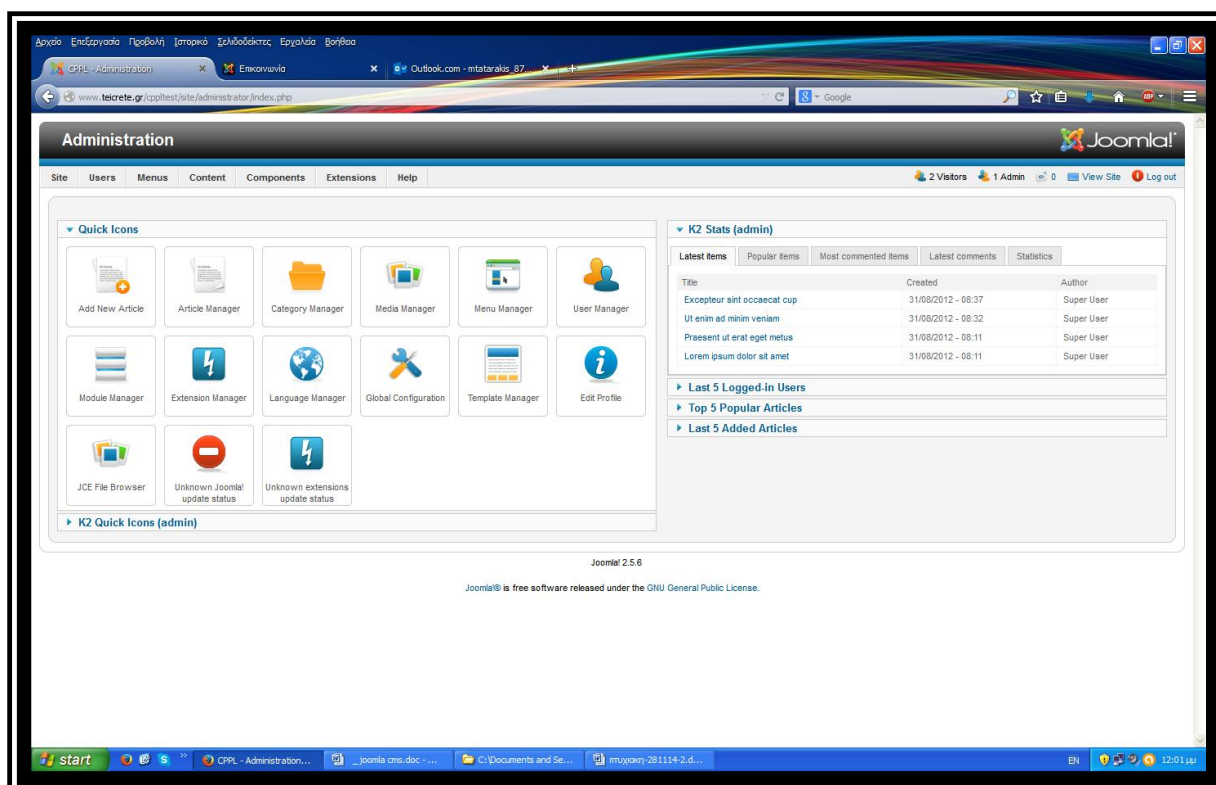 Αρχείο Επεξεργασία Προβολή Ιστορικό Σελιδοδείκτες Εργαλεία Βοήθεια
CPPL - Administration Επικοινωνία Outlook.com - mtatarakis_87...
www.teicrete.gr/cppltest/site/administrator/index.php Google
Administration Joomla!
Site Users Menus Content Components Extensions Help 2 Visitors 1 Admin 0 View Site Log out
Quick Icons
Add New Article Article Manager Category Manager Media Manager Menu Manager User Manager
Module Manager Extension Manager Language Manager Global Configuration Template Manager Edit Profile
JCE File Browser Unknown Joomla! update status Unknown extensions update status
K2 Quick Icons (admin)
K2 Stats (admin)
Latest items Popular items Most commented items Latest comments Statistics
Title Created Author
Excepteur sint occaecat cup 31/08/2012 - 08:37 Super User
Ut enim ad minim veniam 31/08/2012 - 08:32 Super User
Praesent ut erat eget metus 31/08/2012 - 08:11 Super User
Lorem ipsum dolor sit amet 31/08/2012 - 08:11 Super User
Last 5 Logged-in Users
Top 5 Popular Articles
Last 5 Added Articles
Joomla! 2.5.6
Joomla!® is free software released under the GNU General Public License.
start CPPL - Administration... _joomla cms.doc - ... C:\Documents and Se... πτυχιακη-281114-2.d... EN 12:01 μμ